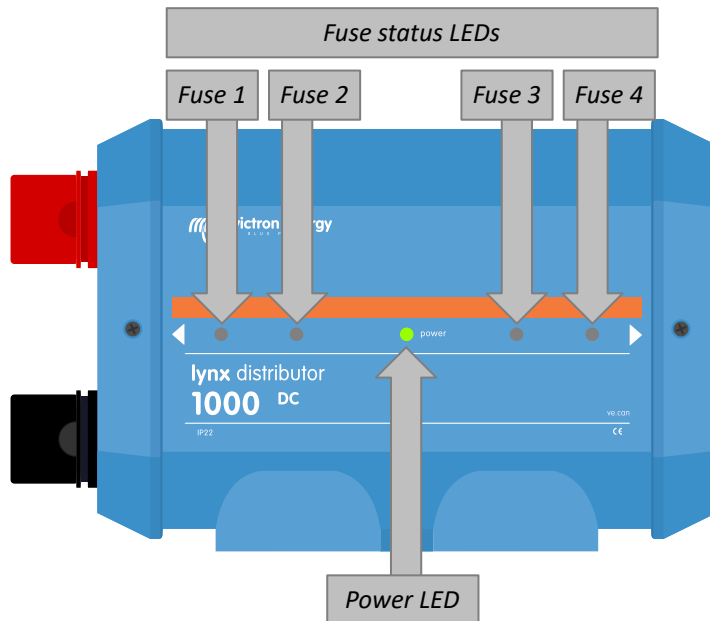 Fuse status LEDs
Fuse 1 Fuse 2 Fuse 3 Fuse 4
power
lynx distributor
1000 DC
ve.can
IP22
CE
Power LED